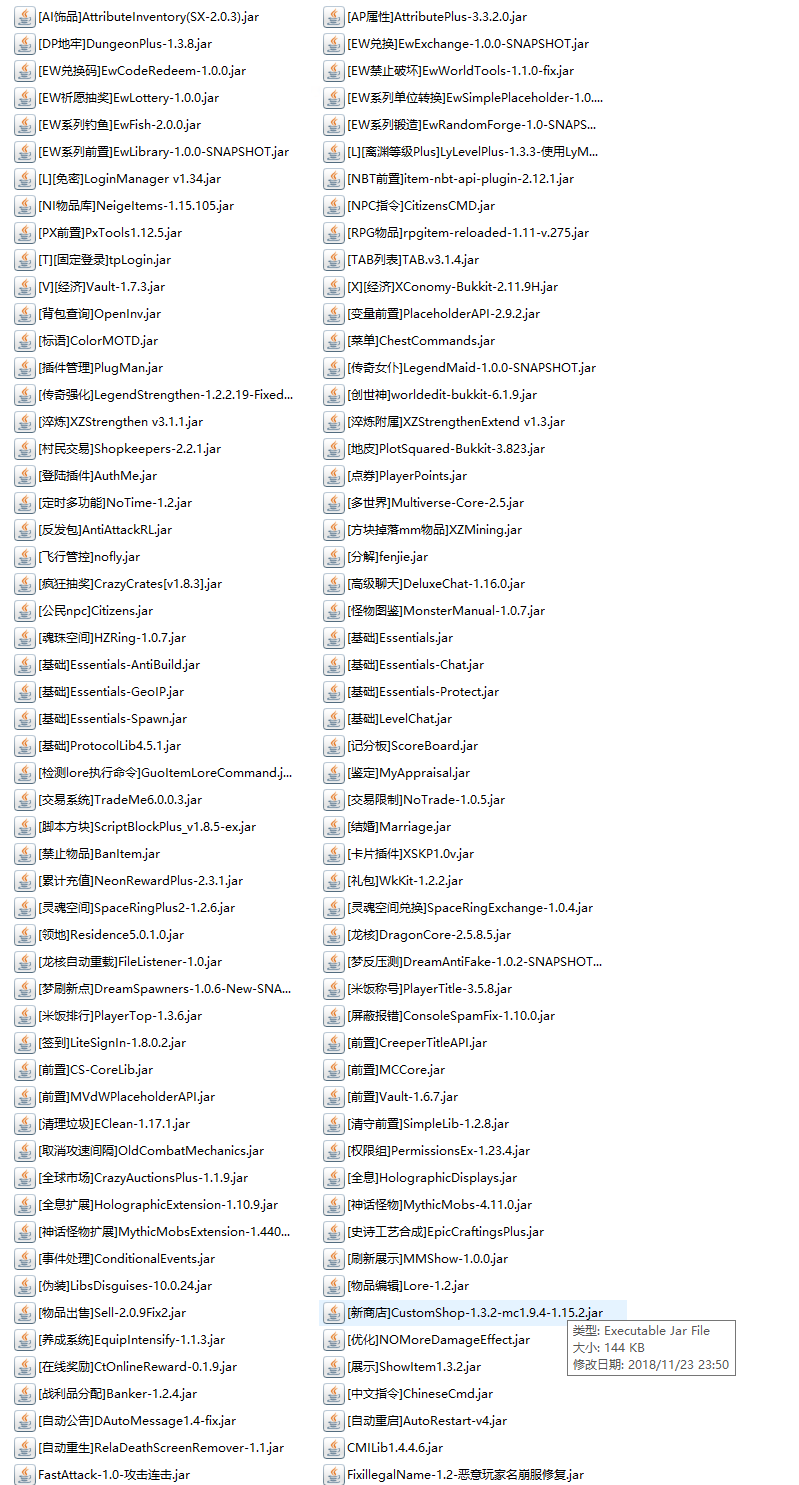 [AI饰品]AttributeInventory(SX-2.0.3).jar
[AP属性]AttributePlus-3.3.2.0.jar
[DP地牢]DungeonPlus-1.3.8.jar
[EW兑换]EwExchange-1.0.0-SNAPSHOT.jar
[EW兑换码]EwCodeRedeem-1.0.0.jar
[EW禁止破坏]EwWorldTools-1.1.0-fix.jar
[EW祈愿抽奖]EwLottery-1.0.0.jar
[EW系列单位转换]EwSimplePlaceholder-1.0....
[EW系列钓鱼]EwFish-2.0.0.jar
[EW系列锻造]EwRandomForge-1.0-SNAPS...
[EW系列前置]EwLibrary-1.0.0-SNAPSHOT.jar
[L][离渊等级Plus]LyLevelPlus-1.3.3-使用LyM...
[L][免密]LoginManager v1.34.jar
[NBT前置]item-nbt-api-plugin-2.12.1.jar
[NI物品库]NeigeItems-1.15.105.jar
[NPC指令]CitizensCMD.jar
[PX前置]PxTools1.12.5.jar
[RPG物品]rpgitem-reloaded-1.11-v.275.jar
[T][固定登录]tpLogin.jar
[TAB列表]TAB.v3.1.4.jar
[V][经济]Vault-1.7.3.jar
[X][经济]XConomy-Bukkit-2.11.9H.jar
[背包查询]OpenInv.jar
[变量前置]PlaceholderAPI-2.9.2.jar
[标语]ColorMOTD.jar
[菜单]ChestCommands.jar
[插件管理]PlugMan.jar
[传奇女仆]LegendMaid-1.0.0-SNAPSHOT.jar
[传奇强化]LegendStrengthen-1.2.2.19-Fixed...
[创世神]worldedit-bukkit-6.1.9.jar
[淬炼]XZStrengthen v3.1.1.jar
[淬炼附属]XZStrengthenExtend v1.3.jar
[村民交易]Shopkeepers-2.2.1.jar
[地皮]PlotSquared-Bukkit-3.823.jar
[登陆插件]AuthMe.jar
[点券]PlayerPoints.jar
[定时多功能]NoTime-1.2.jar
[多世界]Multiverse-Core-2.5.jar
[反发包]AntiAttackRL.jar
[方块掉落mm物品]XZMining.jar
[飞行管控]nofly.jar
[分解]fenjie.jar
[疯狂抽奖]CrazyCrates[v1.8.3].jar
[高级聊天]DeluxeChat-1.16.0.jar
[公民npc]Citizens.jar
[怪物图鉴]MonsterManual-1.0.7.jar
[魂珠空间]HZRing-1.0.7.jar
[基础]Essentials.jar
[基础]Essentials-AntiBuild.jar
[基础]Essentials-Chat.jar
[基础]Essentials-GeoIP.jar
[基础]Essentials-Protect.jar
[基础]Essentials-Spawn.jar
[基础]LevelChat.jar
[基础]ProtocolLib4.5.1.jar
[记分板]ScoreBoard.jar
[检测lore执行命令]GuoItemLoreCommand.j...
[鉴定]MyAppraisal.jar
[交易系统]TradeMe6.0.0.3.jar
[交易限制]NoTrade-1.0.5.jar
[脚本方块]ScriptBlockPlus_v1.8.5-ex.jar
[结婚]Marriage.jar
[禁止物品]BanItem.jar
[卡片插件]XSKP1.0v.jar
[累计充值]NeonRewardPlus-2.3.1.jar
[礼包]WkKit-1.2.2.jar
[灵魂空间]SpaceRingPlus2-1.2.6.jar
[灵魂空间兑换]SpaceRingExchange-1.0.4.jar
[领地]Residence5.0.1.0.jar
[龙核]DragonCore-2.5.8.5.jar
[龙核自动重载]FileListener-1.0.jar
[梦反压测]DreamAntiFake-1.0.2-SNAPSHOT...
[梦刷新点]DreamSpawners-1.0.6-New-SNA...
[米饭称号]PlayerTitle-3.5.8.jar
[米饭排行]PlayerTop-1.3.6.jar
[屏蔽报错]ConsoleSpamFix-1.10.0.jar
[签到]LiteSignIn-1.8.0.2.jar
[前置]CreeperTitleAPI.jar
[前置]CS-CoreLib.jar
[前置]MCCore.jar
[前置]MVdWPlaceholderAPI.jar
[前置]Vault-1.6.7.jar
[清理垃圾]EClean-1.17.1.jar
[清守前置]SimpleLib-1.2.8.jar
[取消攻速间隔]OldCombatMechanics.jar
[权限组]PermissionsEx-1.23.4.jar
[全球市场]CrazyAuctionsPlus-1.1.9.jar
[全息]HolographicDisplays.jar
[全息扩展]HolographicExtension-1.10.9.jar
[神话怪物]MythicMobs-4.11.0.jar
[神话怪物扩展]MythicMobsExtension-1.440...
[史诗工艺合成]EpicCraftingsPlus.jar
[事件处理]ConditionalEvents.jar
[刷新展示]MMShow-1.0.0.jar
[伪装]LibsDisguises-10.0.24.jar
[物品编辑]Lore-1.2.jar
[物品出售]Sell-2.0.9Fix2.jar
[新商店]CustomShop-1.3.2-mc1.9.4-1.15.2.jar
[养成系统]EquipIntensify-1.1.3.jar
[优化]NOMoreDamageEffect.jar
类型: Executable Jar File
大小: 144 KB
修改日期: 2018/11/23 23:50
[在线奖励]CtOnlineReward-0.1.9.jar
[展示]ShowItem1.3.2.jar
[战利品分配]Banker-1.2.4.jar
[中文指令]ChineseCmd.jar
[自动公告]DAutoMessage1.4-fix.jar
[自动重启]AutoRestart-v4.jar
[自动重生]RelaDeathScreenRemover-1.1.jar
CMILib1.4.4.6.jar
FastAttack-1.0-攻击连击.jar
FixillegalName-1.2-恶意玩家名崩服修复.jar